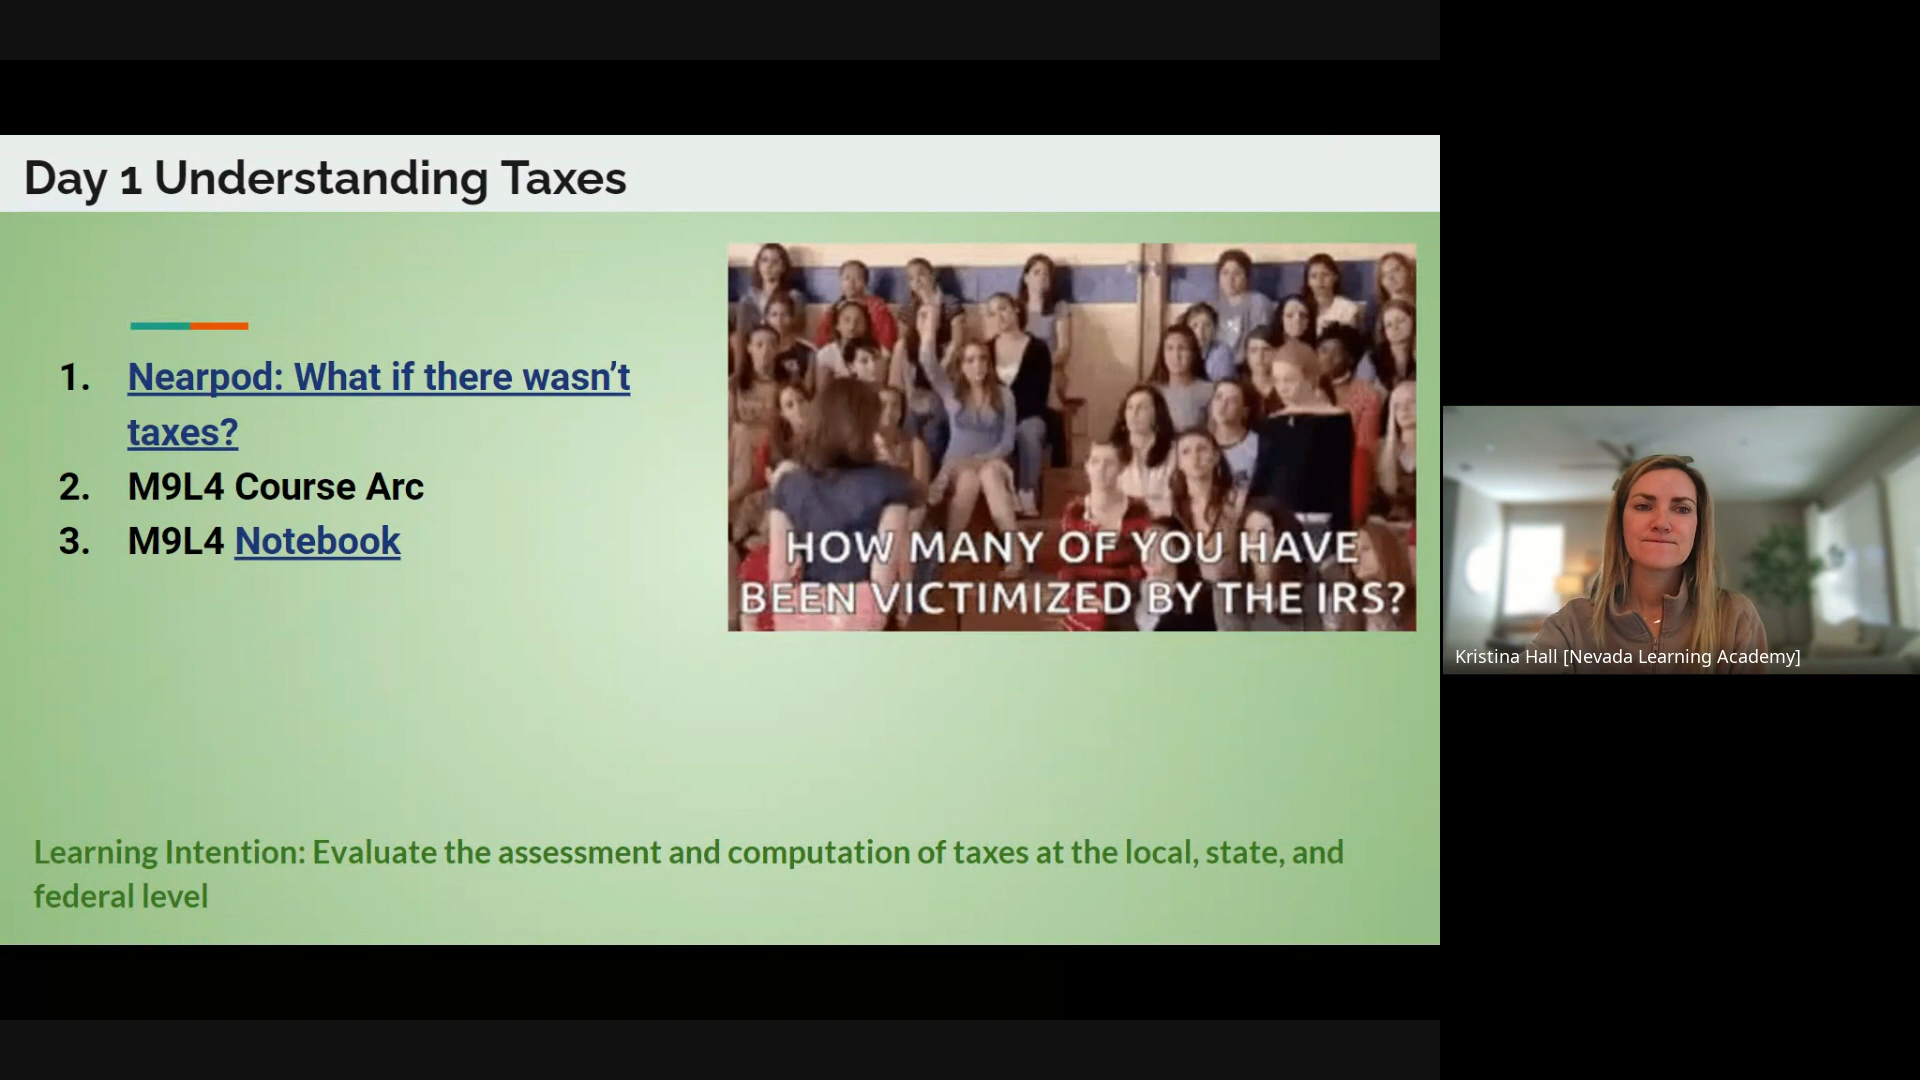 Day 1 Understanding Taxes
1. Nearpod: What if there wasn’t
taxes?
2. M9L4 Course Arc
3. M9L4 Notebook
HOW MANY OF YOU HAVE
BEEN VICTIMIZED BY THE IRS?
Learning Intention: Evaluate the assessment and computation of taxes at the local, state, and
federal level
Kristina Hall [Nevada Learning Academy]